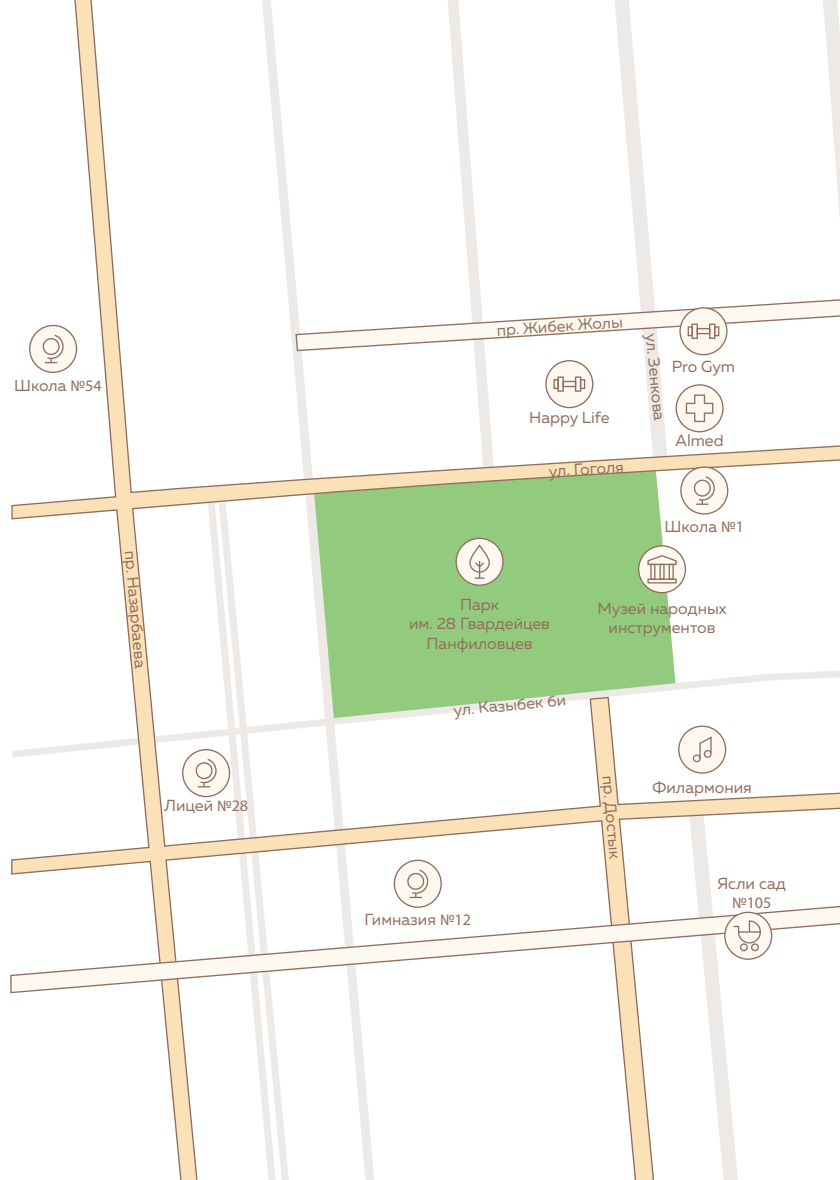 пр. Жибек Жолы
ул. Зенкова
Pro Gym
Школа №54
Happy Life
Almed
ул. Гоголя
Школа №1
пр. Назарбаева
Парк
им. 28 Гвардейцев
Панфиловцев
Музей народных
инструментов
ул. Казыбек би
Филармония
Лицей №28
пр. Достык
Ясли сад
№105
Гимназия №12